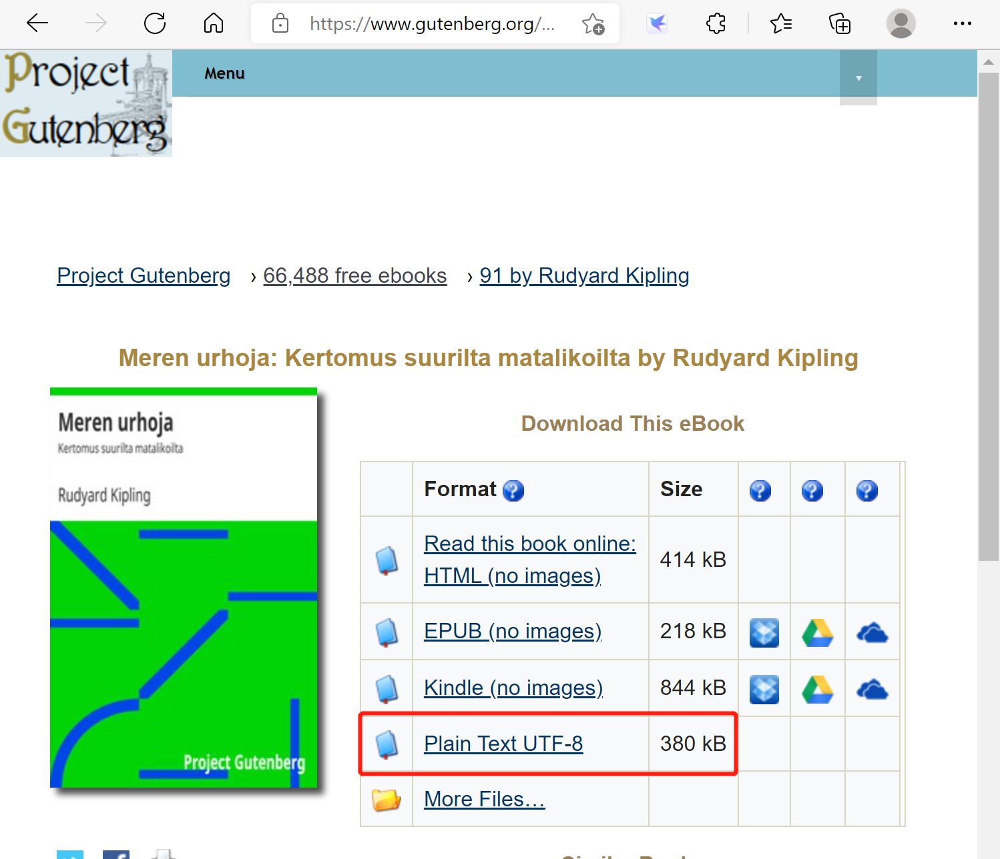 https://www.gutenberg.org/...
Project
Gutenberg
Menu
Project Gutenberg › 66,488 free ebooks › 91 by Rudyard Kipling
Meren urhoja: Kertomus suurilta matalikoilta by Rudyard Kipling
Meren urhoja
Kertomus suurilta matalikoilta
Rudyard Kipling
Project Gutenberg
Download This eBook
Format ? Size ? ? ?
Read this book online:
HTML (no images) 414 kB
EPUB (no images) 218 kB
Kindle (no images) 844 kB
Plain Text UTF-8 380 kB
More Files…